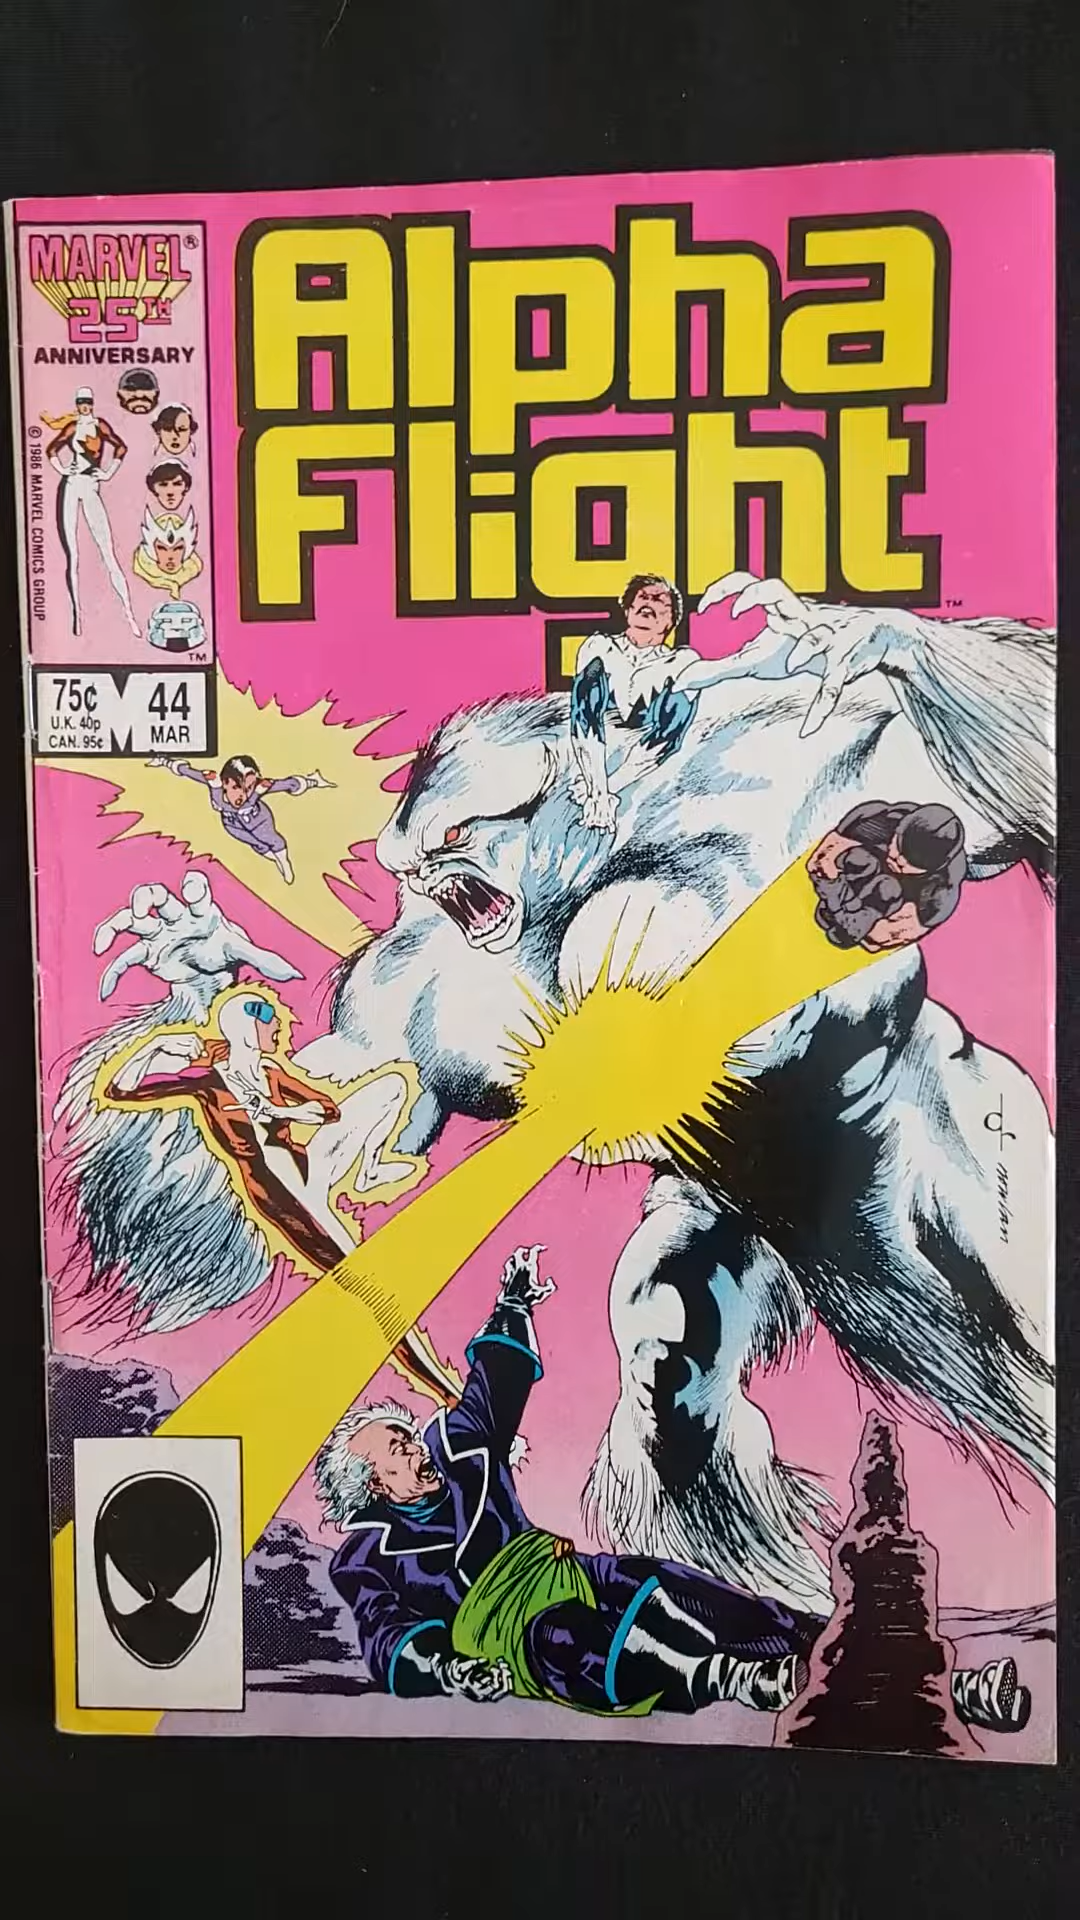 MARVEL®
25TH
ANNIVERSARY
© 1986 MARVEL COMICS GROUP
TM
Alpha
Flight
TM
75¢
U.K. 40p
CAN. 95¢
M
44
MAR